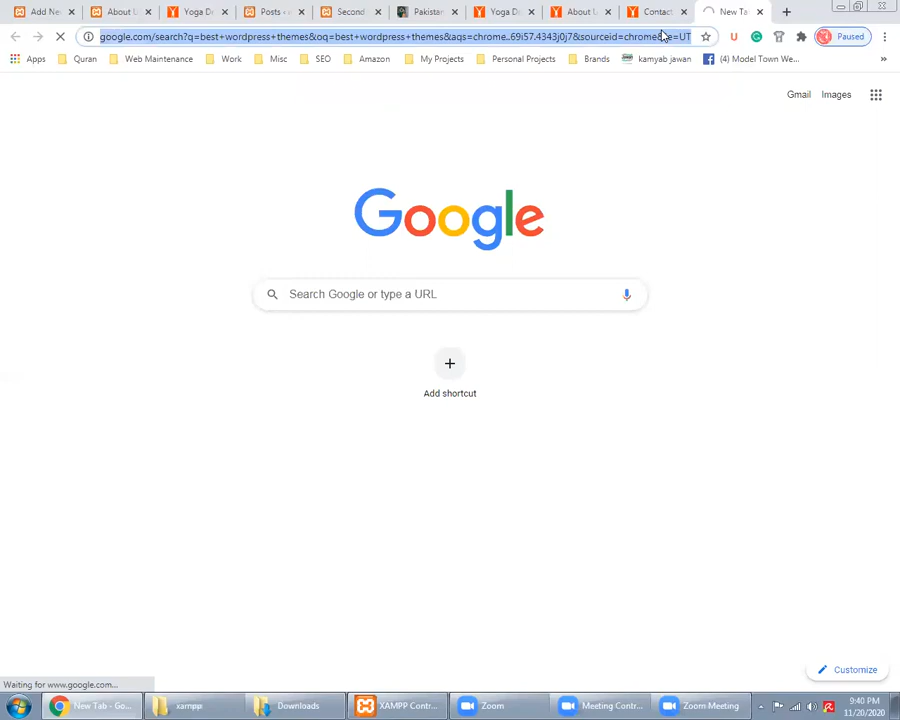 Add Ne
About U
Yoga D
Posts ‹
Second
Pakistar
Yoga D
About U
Contact
New Ta
google.com/search?q=best+wordpress+themes&oq=best+wordpress+themes&aqs=chrome..69i57.4343j0j7&sourceid=chrome&ie=UT
Paused
Apps
Quran
Web Maintenance
Work
Misc
SEO
Amazon
My Projects
Personal Projects
Brands
kamyab jawan
(4) Model Town We...
»
Gmail
Images
Google
Search Google or type a URL
Add shortcut
Customize
Waiting for www.google.com...
New Tab - Go...
xampp
Downloads
XAMPP Contr...
Zoom
Meeting Contr...
Zoom Meeting
9:40 PM
11/20/2020